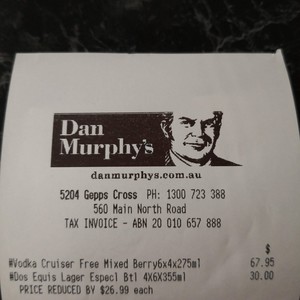 Dan
Murphy's
danmurphys.com.au
5204 Gepps Cross PH: 1300 723 388
560 Main North Road
TAX INVOICE - ABN 20 010 657 888
$
#Vodka Cruiser Free Mixed Berry6x4x275ml 67.95
#Dos Equis Lager Especl Btl 4X6X355ml 30.00
PRICE REDUCED BY $26.99 each